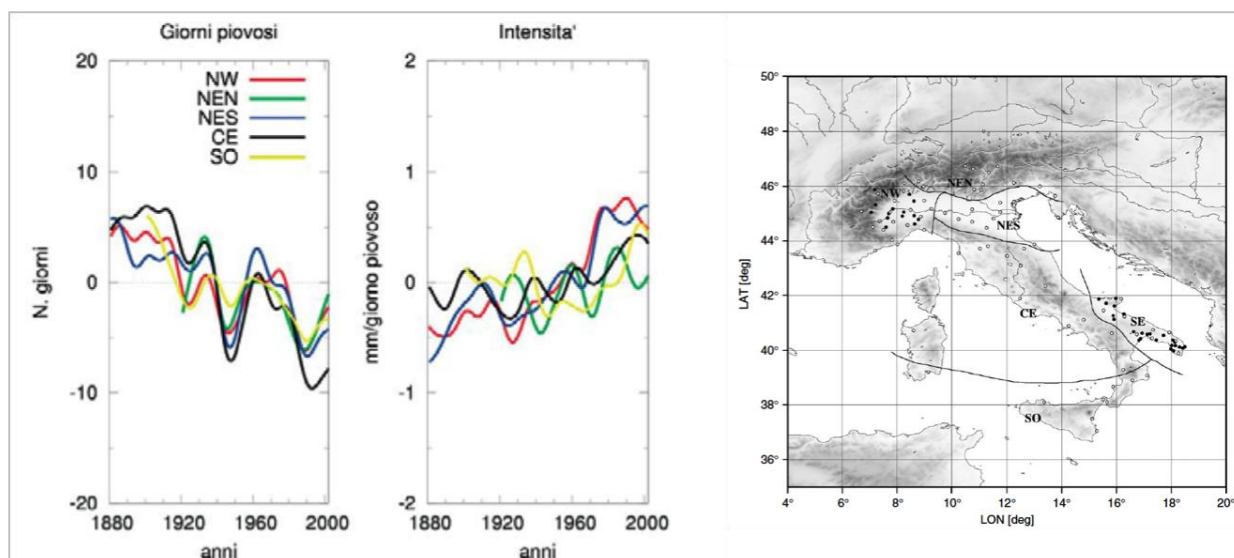 Giorni piovosi
20
10
0
-10
-20
N. giorni
NW
NEN
NES
CE
SO
1880 1920 1960 2000
anni
Intensita'
2
1
0
-1
-2
mm/giorno piovoso
1880 1920 1960 2000
anni
50°
48°
46°
44°
42°
40°
38°
36°
LAT [deg]
NW
NEN
NES
CE
SE
SO
4° 6° 8° 10° 12° 14° 16° 18° 20°
LON [deg]